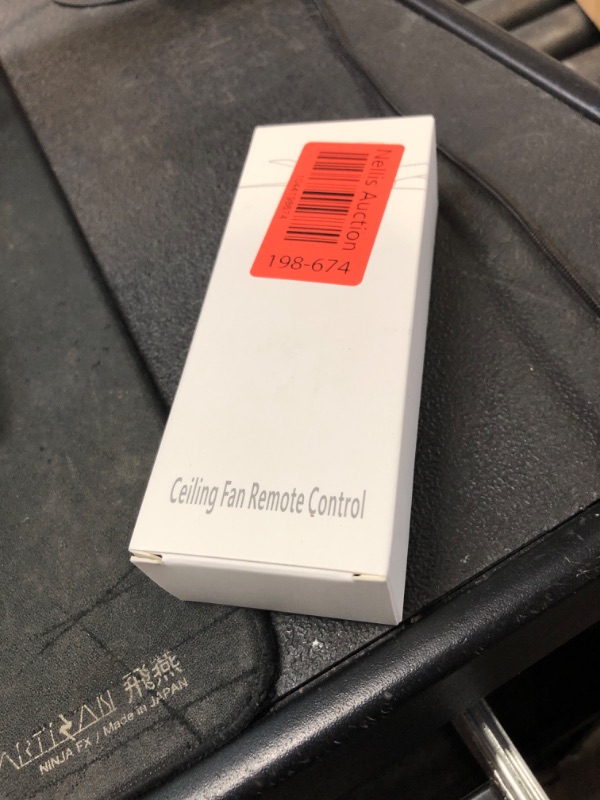 Nellis Auction
198-674
Ceiling Fan Remote Control
ARTISAN 飛燕
NINJA FX / Made in JAPAN